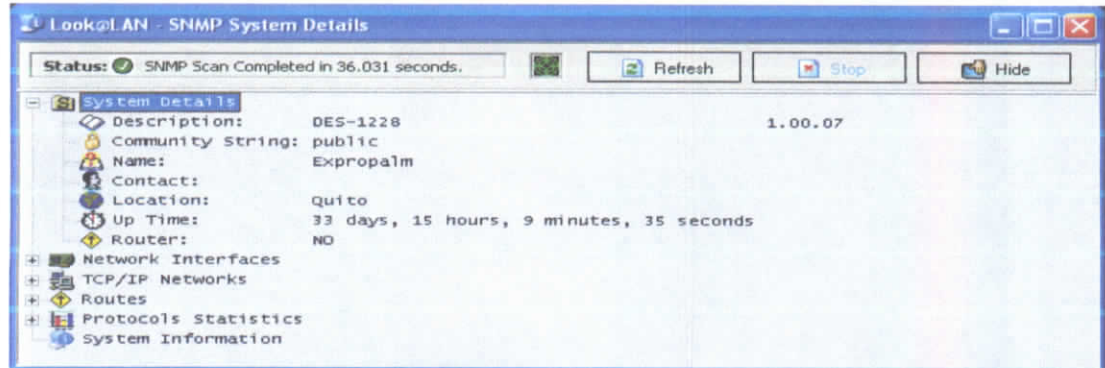 Look@LAN - SNMP System Details
Status: SNMP Scan Completed in 36.031 seconds. Refresh Stop Hide
System Details
Description: DES-1228 1.00.07
Community String: public
Name: Expropalm
Contact:
Location: Quito
Up Time: 33 days, 15 hours, 9 minutes, 35 seconds
Router: NO
Network Interfaces
TCP/IP Networks
Routes
Protocols Statistics
System Information